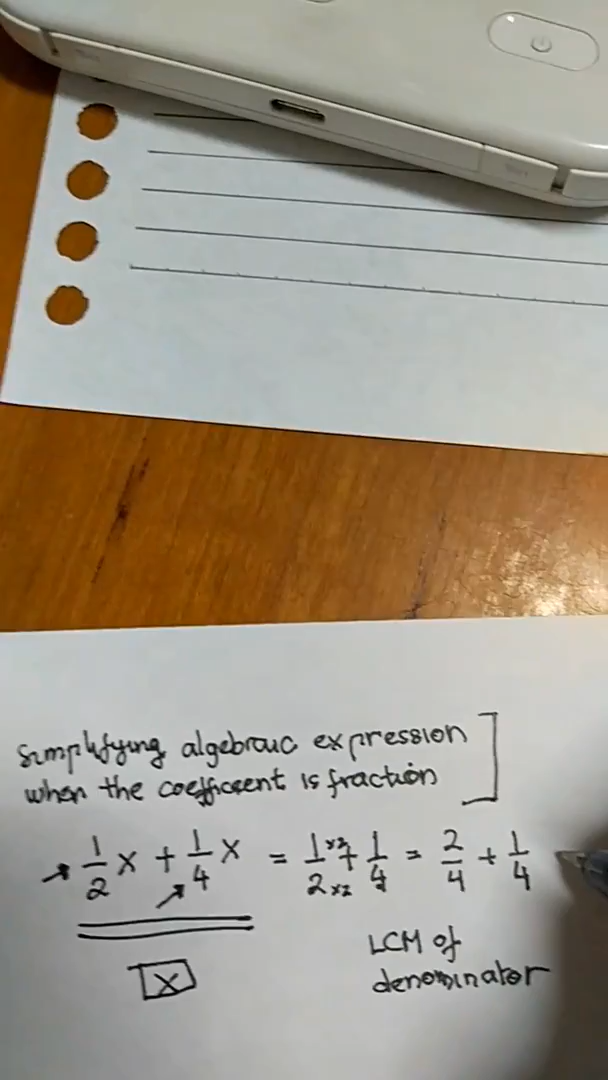 Simplifying algebraic expression
when the coefficient is fraction
1/2 x + 1/4 x = 1×2/2×2 + 1/4 = 2/4 + 1/4
LCM of
denominator
x